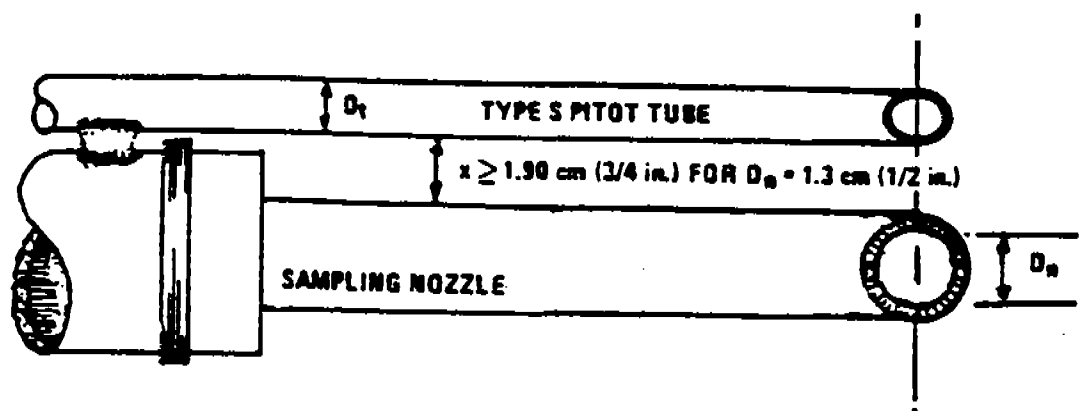 Dt
TYPE S PITOT TUBE
x ≥ 1.90 cm (3/4 in.) FOR Dn = 1.3 cm (1/2 in.)
SAMPLING NOZZLE
Dn